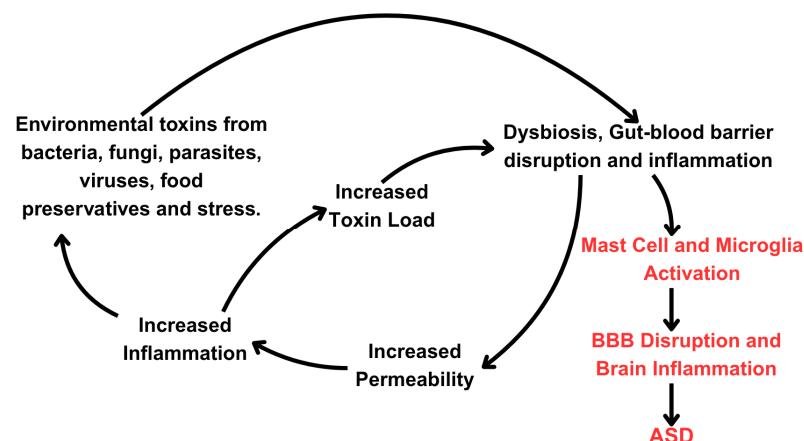 Environmental toxins from
bacteria, fungi, parasites,
viruses, food
preservatives and stress.
Dysbiosis, Gut-blood barrier
disruption and inflammation
Increased
Toxin Load
Mast Cell and Microglia
Activation
Increased
Inflammation
Increased
Permeability
BBB Disruption and
Brain Inflammation
ASD